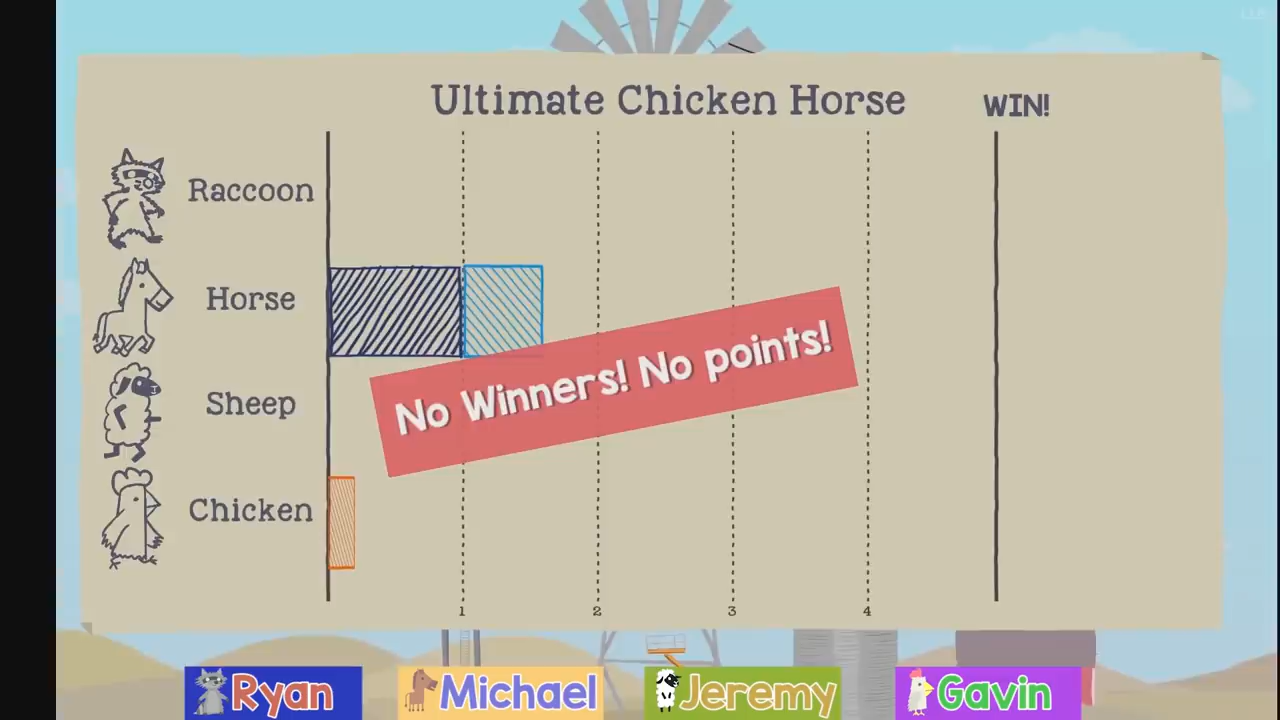 Ultimate Chicken Horse
WIN!
Raccoon
Horse
Sheep
Chicken
No Winners! No points!
1 2 3 4
Ryan
Michael
Jeremy
Gavin